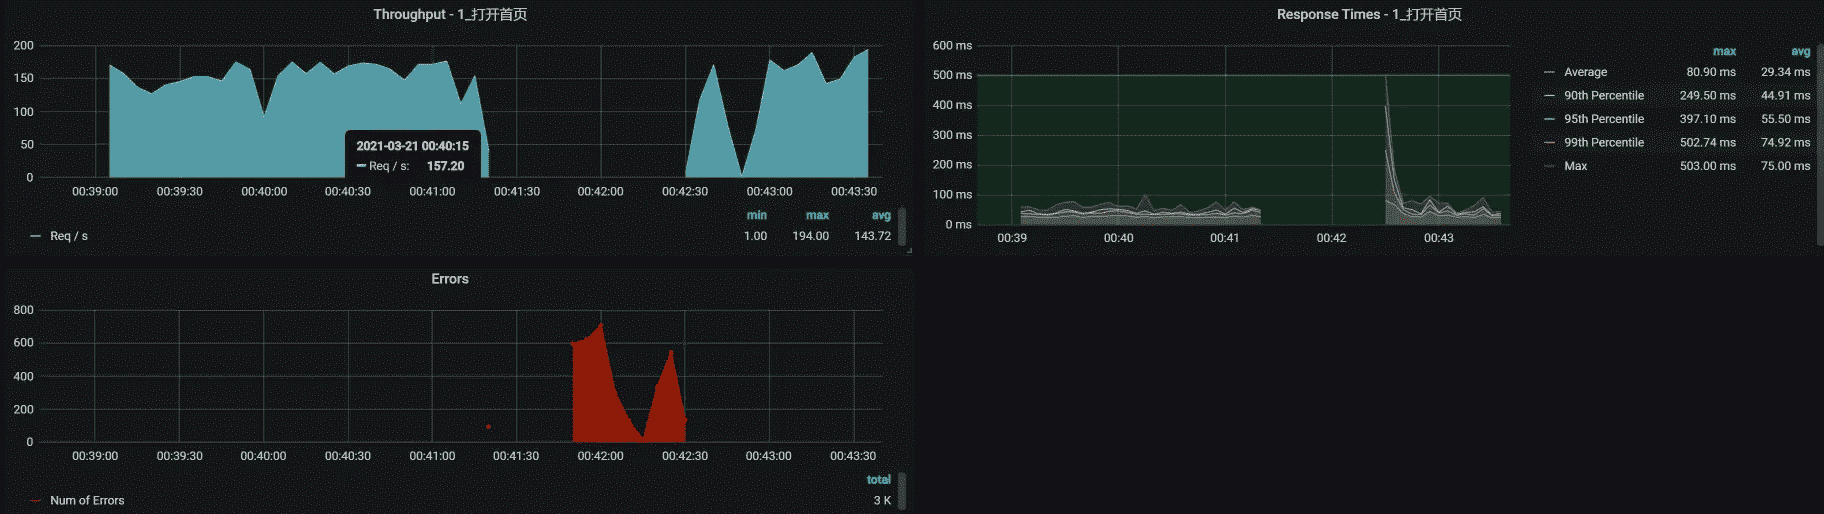 Throughput - 1_打开首页
200
150
100
50
0
00:39:00 00:39:30 00:40:00 00:40:30 00:41:00 00:41:30 00:42:00 00:42:30 00:43:00 00:43:30
2021-03-21 00:40:15
Req / s: 157.20
min max avg
Req / s 1.00 194.00 143.72
Response Times - 1_打开首页
600 ms
500 ms
400 ms
300 ms
200 ms
100 ms
0 ms
00:39 00:40 00:41 00:42 00:43
max avg
Average 80.90 ms 29.34 ms
90th Percentile 249.50 ms 44.91 ms
95th Percentile 397.10 ms 55.50 ms
99th Percentile 502.74 ms 74.92 ms
Max 503.00 ms 75.00 ms
Errors
800
600
400
200
0
00:39:00 00:39:30 00:40:00 00:40:30 00:41:00 00:41:30 00:42:00 00:42:30 00:43:00 00:43:30
total
Num of Errors 3 K